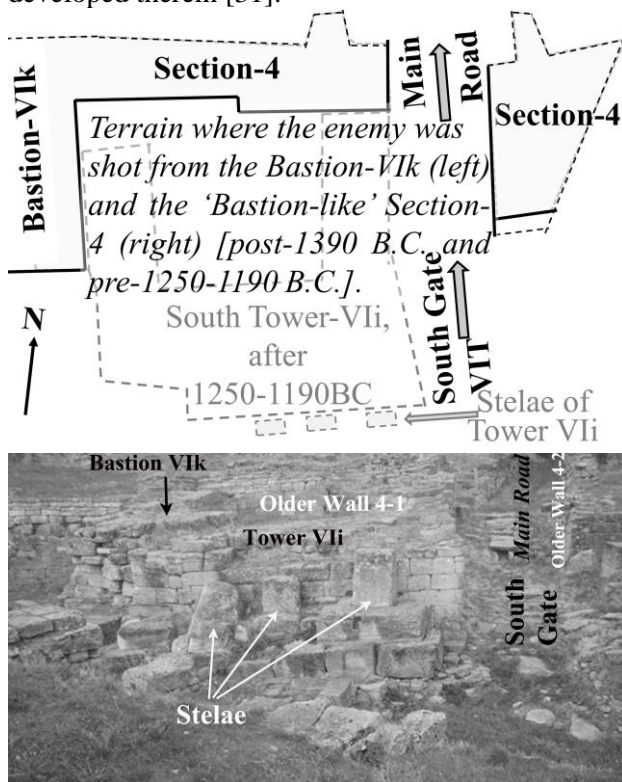 developed therein [31].
Section-4
Bastion-VIk
Main
Road
Section-4
Terrain where the enemy was
shot from the Bastion-VIk (left)
and the ‘Bastion-like’ Section-
4 (right) [post-1390 B.C. and
pre-1250-1190 B.C.].
N
South Tower-VIi,
after
1250-1190BC
South Gate
VIT
Stelae of
Tower VIi
Bastion VIk
Older Wall 4-1
Tower VIi
Main Road
Older Wall 4-2
South
Gate
Stelae